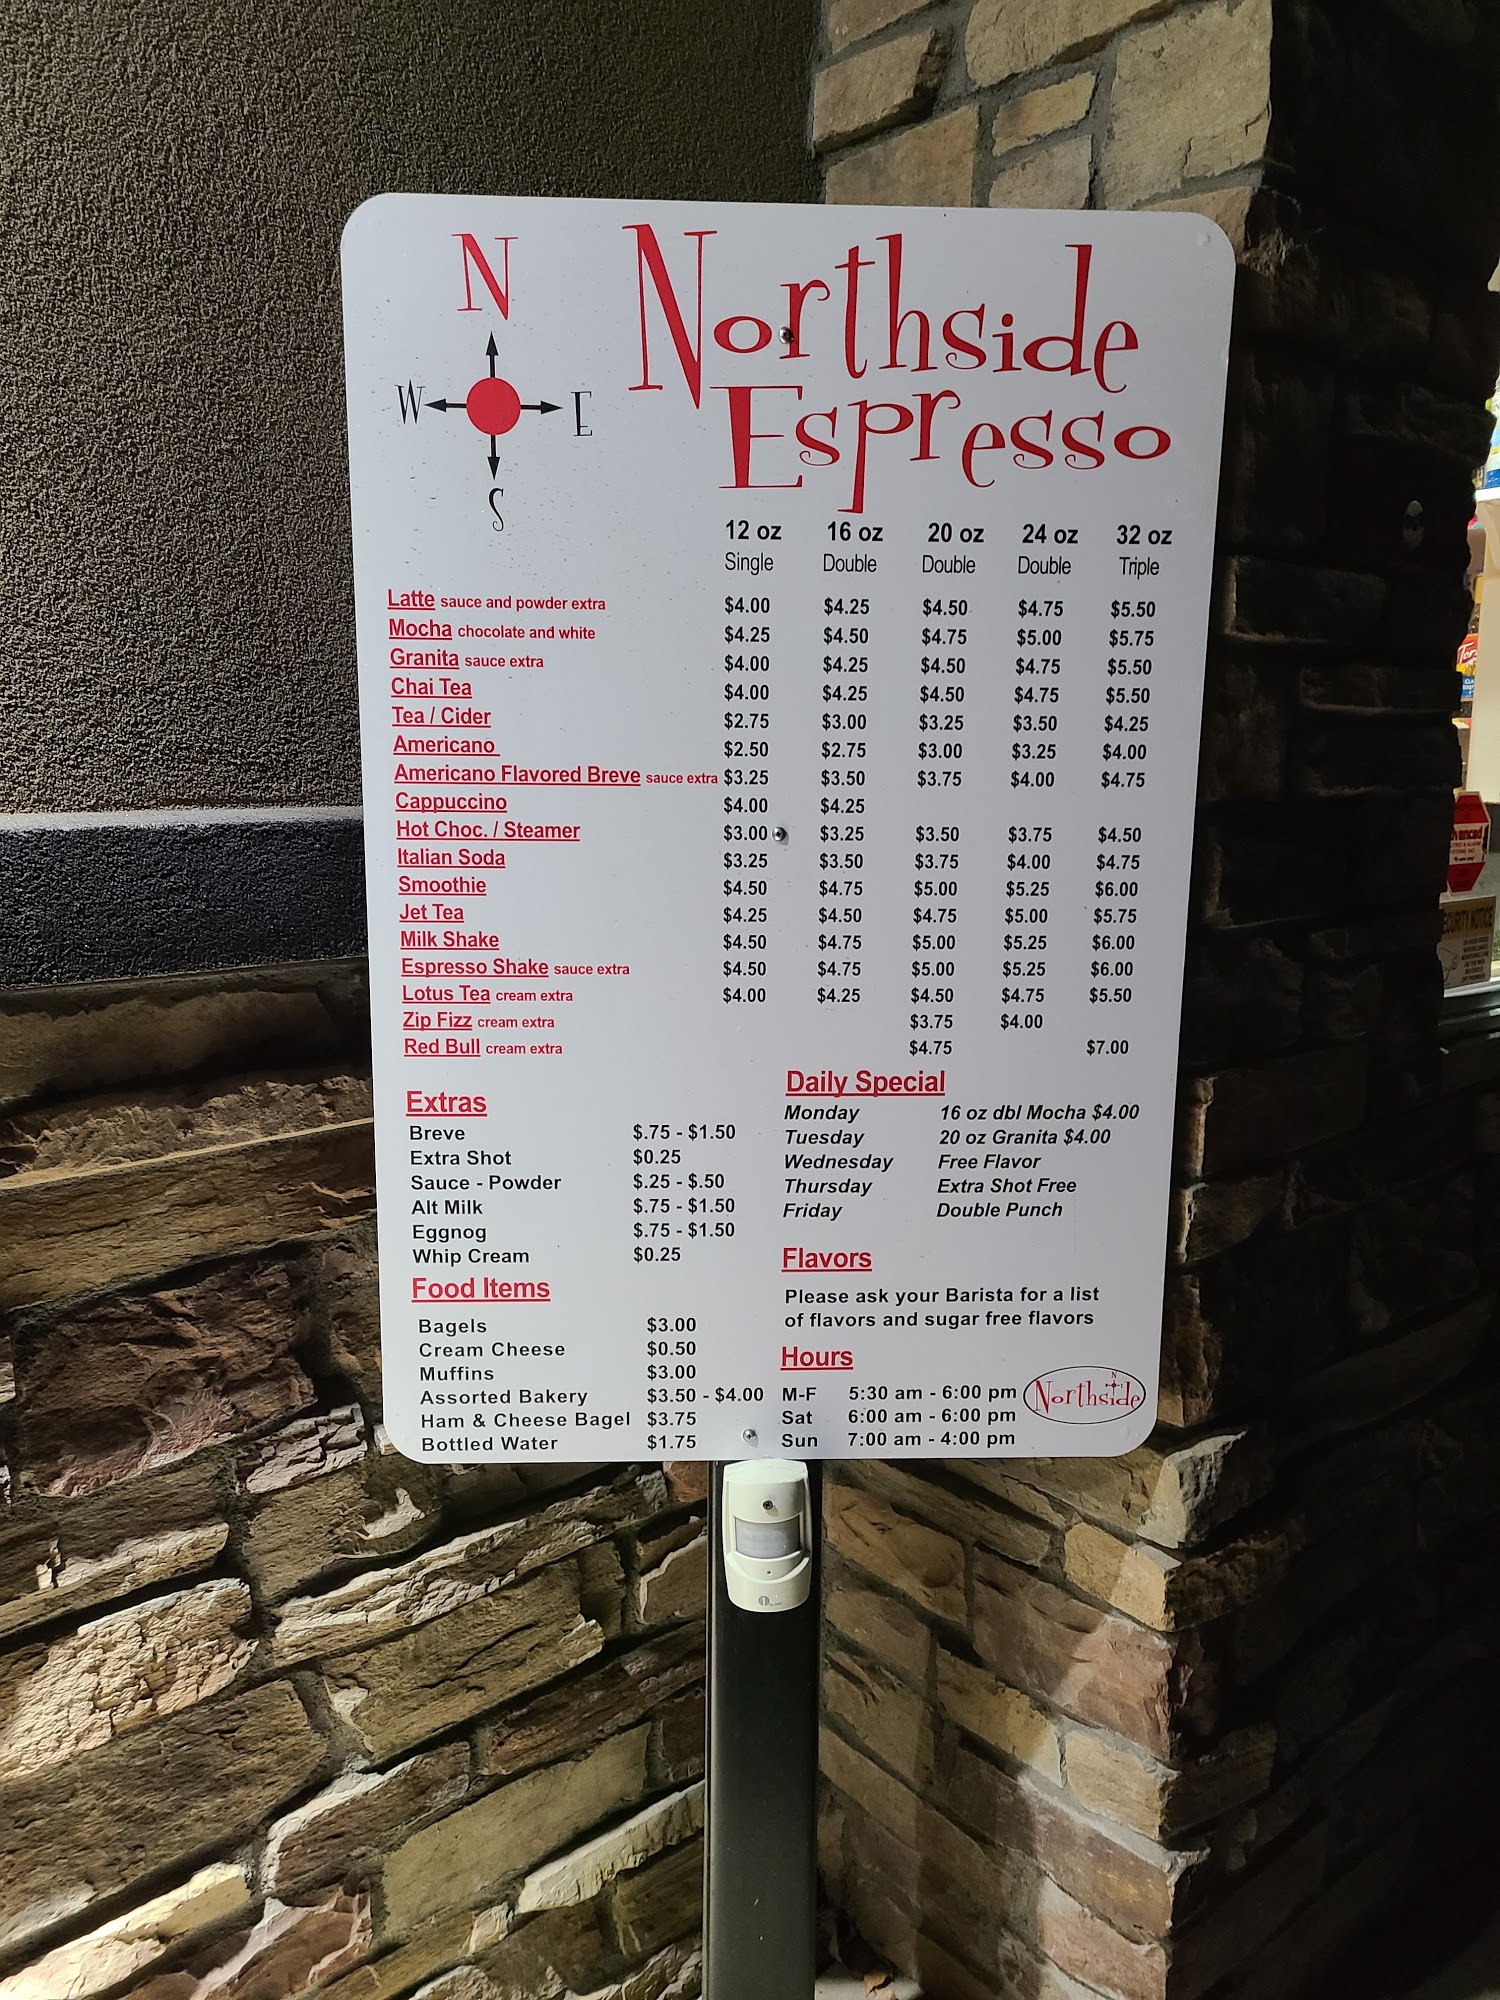 N
W E
S
Northside
Espresso
12 oz 16 oz 20 oz 24 oz 32 oz
Single Double Double Double Triple
Latte sauce and powder extra $4.00 $4.25 $4.50 $4.75 $5.50
Mocha chocolate and white $4.25 $4.50 $4.75 $5.00 $5.75
Granita sauce extra $4.00 $4.25 $4.50 $4.75 $5.50
Chai Tea $4.00 $4.25 $4.50 $4.75 $5.50
Tea / Cider $2.75 $3.00 $3.25 $3.50 $4.25
Americano $2.50 $2.75 $3.00 $3.25 $4.00
Americano Flavored Breve sauce extra $3.25 $3.50 $3.75 $4.00 $4.75
Cappuccino $4.00 $4.25
Hot Choc. / Steamer $3.00 $3.25 $3.50 $3.75 $4.50
Italian Soda $3.25 $3.50 $3.75 $4.00 $4.75
Smoothie $4.50 $4.75 $5.00 $5.25 $6.00
Jet Tea $4.25 $4.50 $4.75 $5.00 $5.75
Milk Shake $4.50 $4.75 $5.00 $5.25 $6.00
Espresso Shake sauce extra $4.50 $4.75 $5.00 $5.25 $6.00
Lotus Tea cream extra $4.00 $4.25 $4.50 $4.75 $5.50
Zip Fizz cream extra $3.75 $4.00
Red Bull cream extra $4.75 $7.00
Extras
Breve $.75 - $1.50
Extra Shot $0.25
Sauce - Powder $.25 - $.50
Alt Milk $.75 - $1.50
Eggnog $.75 - $1.50
Whip Cream $0.25
Food Items
Bagels $3.00
Cream Cheese $0.50
Muffins $3.00
Assorted Bakery $3.50 - $4.00
Ham & Cheese Bagel $3.75
Bottled Water $1.75
Daily Special
Monday 16 oz dbl Mocha $4.00
Tuesday 20 oz Granita $4.00
Wednesday Free Flavor
Thursday Extra Shot Free
Friday Double Punch
Flavors
Please ask your Barista for a list
of flavors and sugar free flavors
Hours
M-F 5:30 am - 6:00 pm
Sat 6:00 am - 6:00 pm
Sun 7:00 am - 4:00 pm
N
Northside
NOTICE